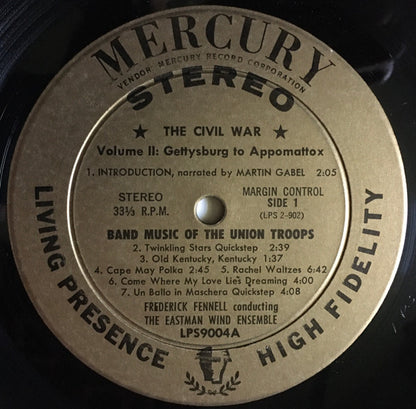 MERCURY
VENDOR: MERCURY RECORD CORPORATION
STEREO
★ THE CIVIL WAR ★
Volume II: Gettysburg to Appomattox
1. INTRODUCTION, narrated by MARTIN GABEL 2:05
STEREO
33⅓ R.P.M.
MARGIN CONTROL
SIDE 1
(LPS 2-902)
BAND MUSIC OF THE UNION TROOPS
2. Twinkling Stars Quickstep 2:39
3. Old Kentucky, Kentucky 1:37
4. Cape May Polka 2:45 5. Rachel Waltzes 6:42
6. Come Where My Love Lies Dreaming 4:00
7. Un Ballo in Maschera Quickstep 4:08
FREDERICK FENNELL conducting
THE EASTMAN WIND ENSEMBLE
LPS9004A
LIVING PRESENCE
HIGH FIDELITY